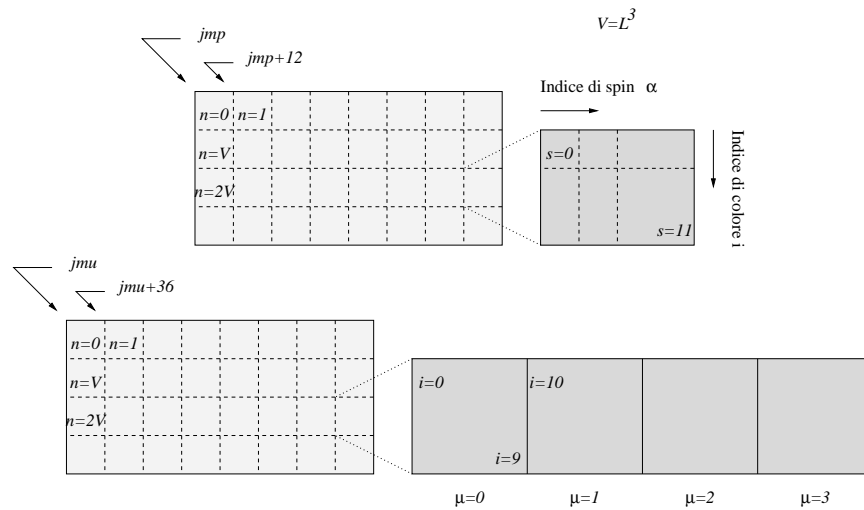 V=L^3
jmp
jmp+12
n=0 n=1
n=V
n=2V
Indice di spin α
s=0
s=11
Indice di colore i
jmu
jmu+36
n=0 n=1
n=V
n=2V
i=0
i=10
i=9
μ=0 μ=1 μ=2 μ=3